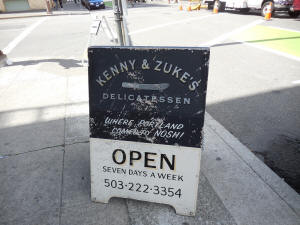 KENNY & ZUKE'S
DELICATESSEN
WHERE PORTLAND
COMES TO NOSH!
OPEN
SEVEN DAYS A WEEK
503-222-3354